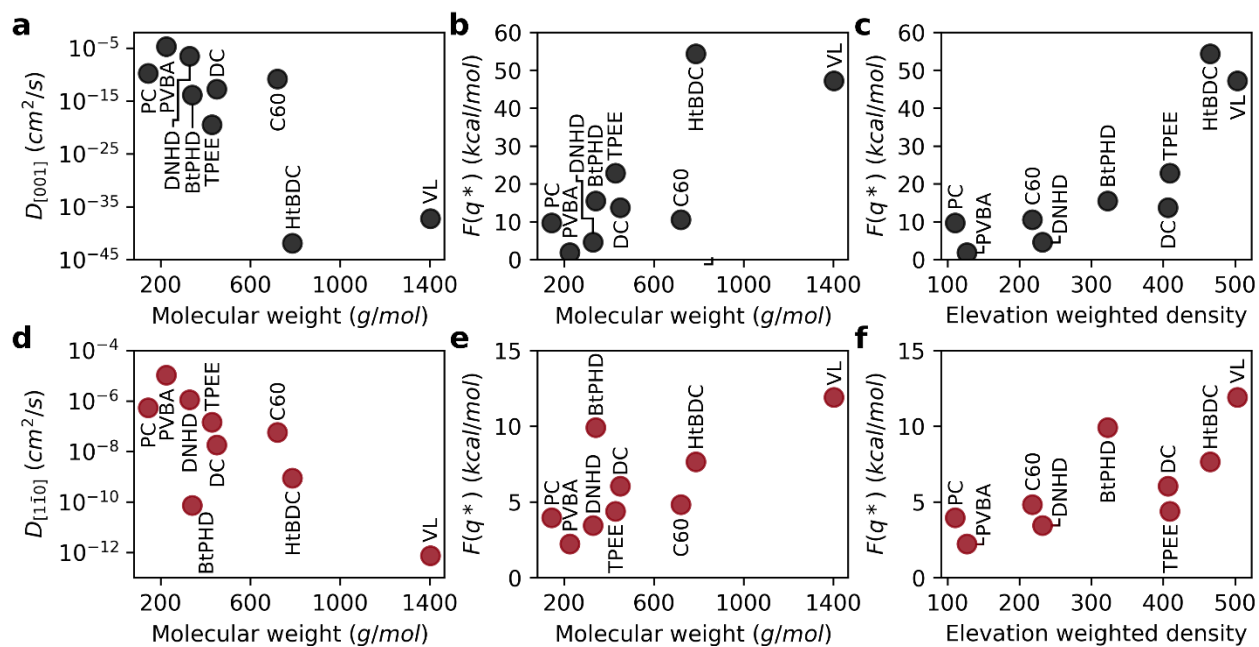 a
D[001] (cm²/s)
10⁻⁵
10⁻¹⁵
10⁻²⁵
10⁻³⁵
10⁻⁴⁵
PC
PVBA
DNHD
BtPHD
TPEE
DC
C60
HtBDC
VL
200 600 1000 1400
Molecular weight (g/mol)
b
F(q*) (kcal/mol)
60
50
40
30
20
10
0
PC
PVBA
DNHD
BtPHD
TPEE
DC
C60
HtBDC
VL
200 600 1000 1400
Molecular weight (g/mol)
c
F(q*) (kcal/mol)
60
50
40
30
20
10
0
PC
PVBA
C60
DNHD
BtPHD
DC
TPEE
HtBDC
VL
100 200 300 400 500
Elevation weighted density
d
D[11̄0] (cm²/s)
10⁻⁴
10⁻⁶
10⁻⁸
10⁻¹⁰
10⁻¹²
PC
PVBA
DNHD
BtPHD
TPEE
DC
C60
HtBDC
VL
200 600 1000 1400
Molecular weight (g/mol)
e
F(q*) (kcal/mol)
15
10
5
0
PC
PVBA
DNHD
BtPHD
TPEE
DC
C60
HtBDC
VL
200 600 1000 1400
Molecular weight (g/mol)
f
F(q*) (kcal/mol)
15
10
5
0
PC
PVBA
C60
DNHD
BtPHD
DC
TPEE
HtBDC
VL
100 200 300 400 500
Elevation weighted density